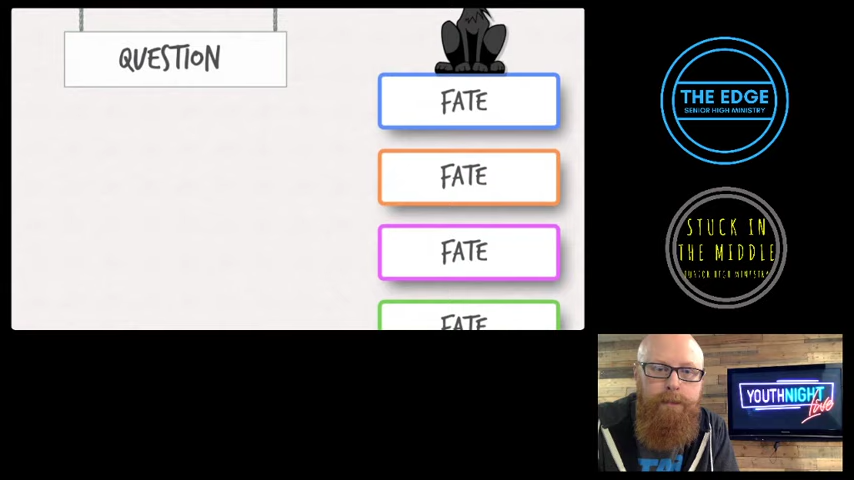 QUESTION
FATE
FATE
FATE
FATE
THE EDGE
SENIOR HIGH MINISTRY
STUCK IN
THE MIDDLE
JUNIOR HIGH MINISTRY
YOUTHNIGHT
live